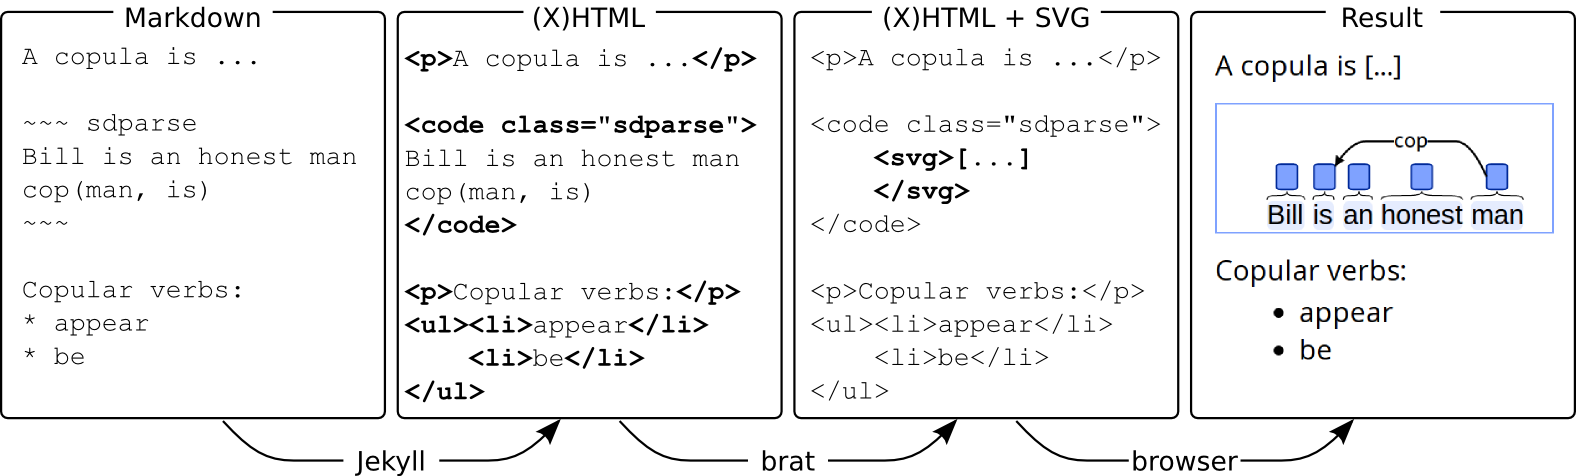 Markdown
A copula is ...
~~~ sdparse
Bill is an honest man
cop(man, is)
~~~
Copular verbs:
* appear
* be
(X)HTML
<p>A copula is ...</p>
<code class="sdparse">
Bill is an honest man
cop(man, is)
</code>
<p>Copular verbs:</p>
<ul><li>appear</li>
<li>be</li>
</ul>
(X)HTML + SVG
<p>A copula is ...</p>
<code class="sdparse">
<svg>[...]
</svg>
</code>
<p>Copular verbs:</p>
<ul><li>appear</li>
<li>be</li>
</ul>
Result
A copula is [...]
cop
Bill is an honest man
Copular verbs:
• appear
• be
Jekyll
brat
browser